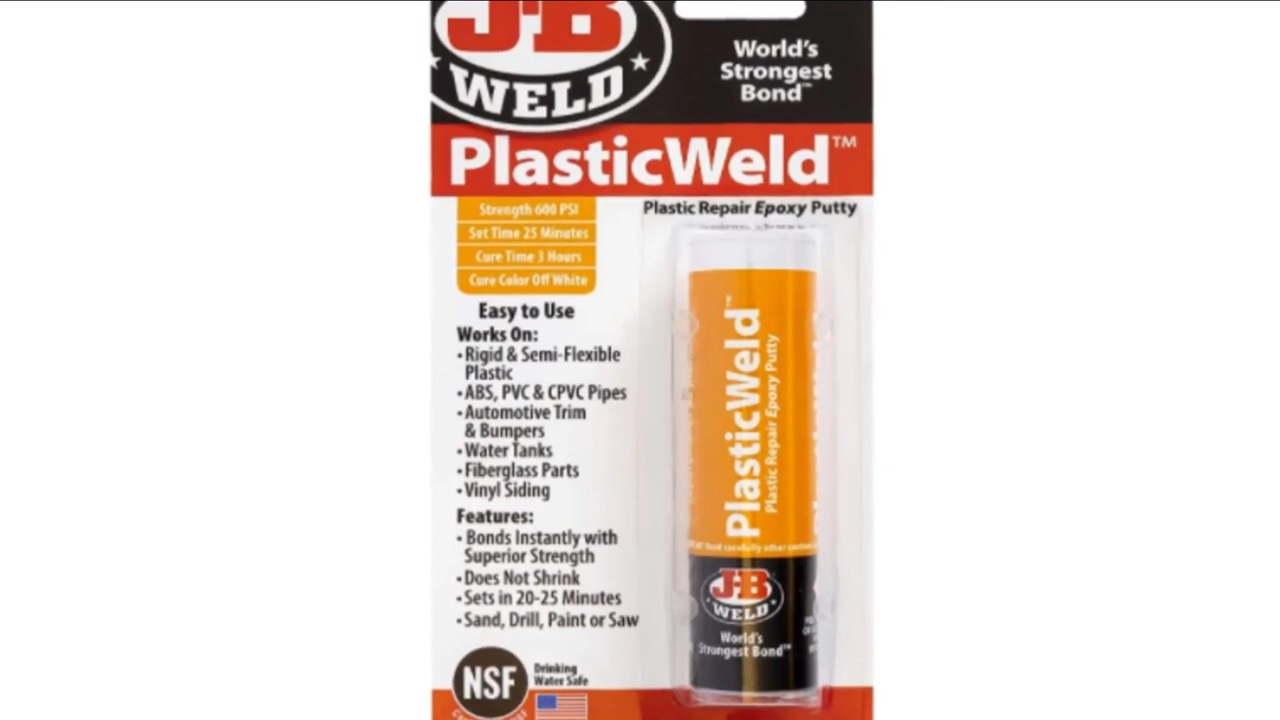 J-B
WELD
World's
Strongest
Bond™
PlasticWeld™
Strength 600 PSI
Set Time 25 Minutes
Cure Time 3 Hours
Cure Color Off White
Plastic Repair Epoxy Putty
Easy to Use
Works On:
• Rigid & Semi-Flexible
Plastic
• ABS, PVC & CPVC Pipes
• Automotive Trim
& Bumpers
• Water Tanks
• Fiberglass Parts
• Vinyl Siding
Features:
• Bonds Instantly with
Superior Strength
• Does Not Shrink
• Sets in 20-25 Minutes
• Sand, Drill, Paint or Saw
NSF
Drinking
Water Safe
PlasticWeld™
Plastic Repair Epoxy Putty
J-B
WELD
World's
Strongest Bond™